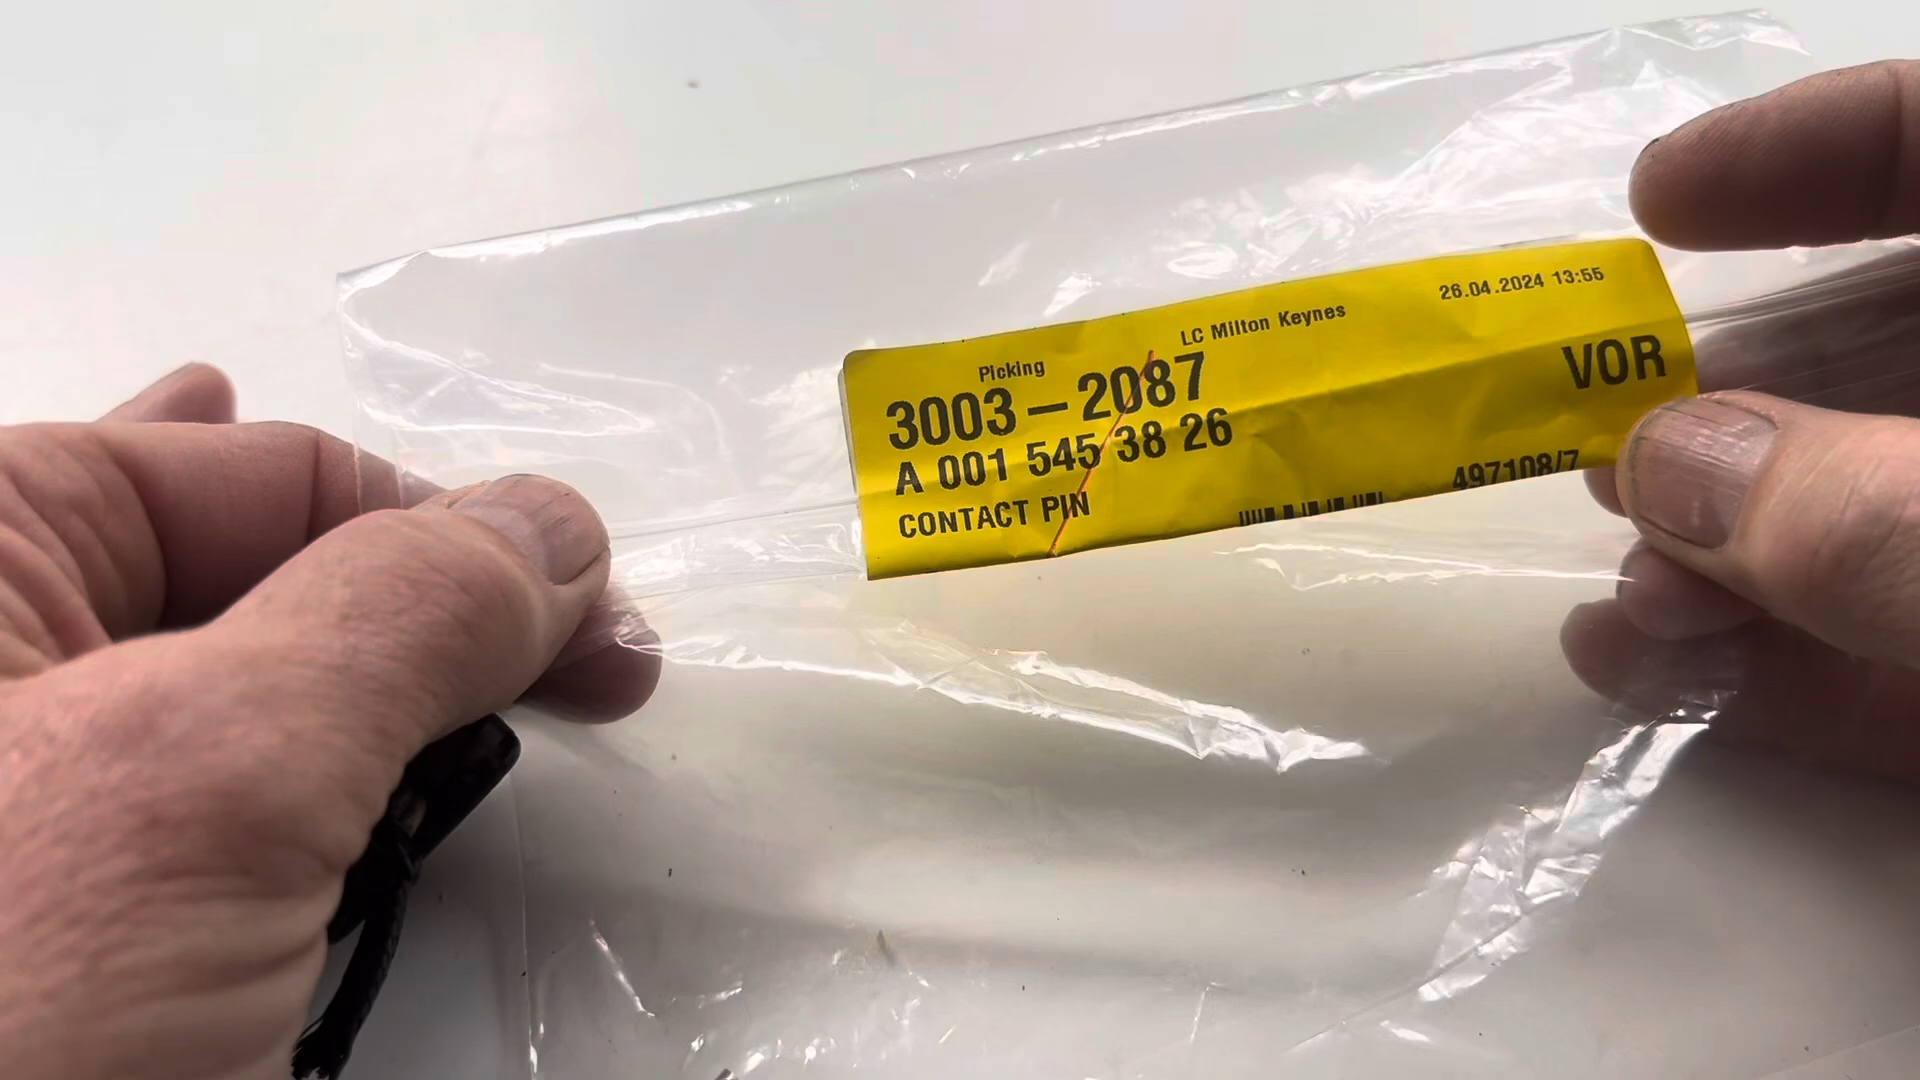 26.04.2024 13:55
LC Milton Keynes
Picking
3003-2087
VOR
A 001 545 38 26
497108/7
CONTACT PIN